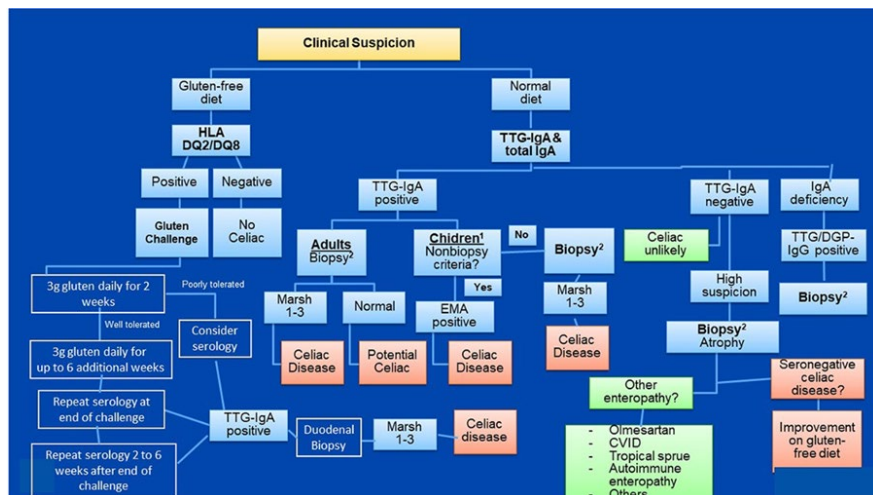 Clinical Suspicion
Gluten-free
diet
Normal
diet
HLA
DQ2/DQ8
TTG-IgA &
total IgA
Positive
Negative
TTG-IgA
positive
TTG-IgA
negative
IgA
deficiency
Gluten
Challenge
No
Celiac
Adults
Biopsy²
Chidren¹
Nonbiopsy
criteria?
No
Biopsy²
Celiac
unlikely
TTG/DGP-
IgG positive
3g gluten daily for 2
weeks
Poorly tolerated
Yes
High
suspicion
Biopsy²
Marsh
1-3
Normal
EMA
positive
Marsh
1-3
Well tolerated
Consider
serology
Biopsy²
Atrophy
3g gluten daily for
up to 6 additional weeks
Celiac
Disease
Potential
Celiac
Celiac
Disease
Celiac
Disease
Other
enteropathy?
Seronegative
celiac disease?
Repeat serology at
end of challenge
TTG-IgA
positive
Duodenal
Biopsy
Marsh
1-3
Celiac
disease
Improvement
on gluten-
free diet
Repeat serology 2 to 6
weeks after end of
challenge
- Olmesartan
- CVID
- Tropical sprue
- Autoimmune
enteropathy
- Others